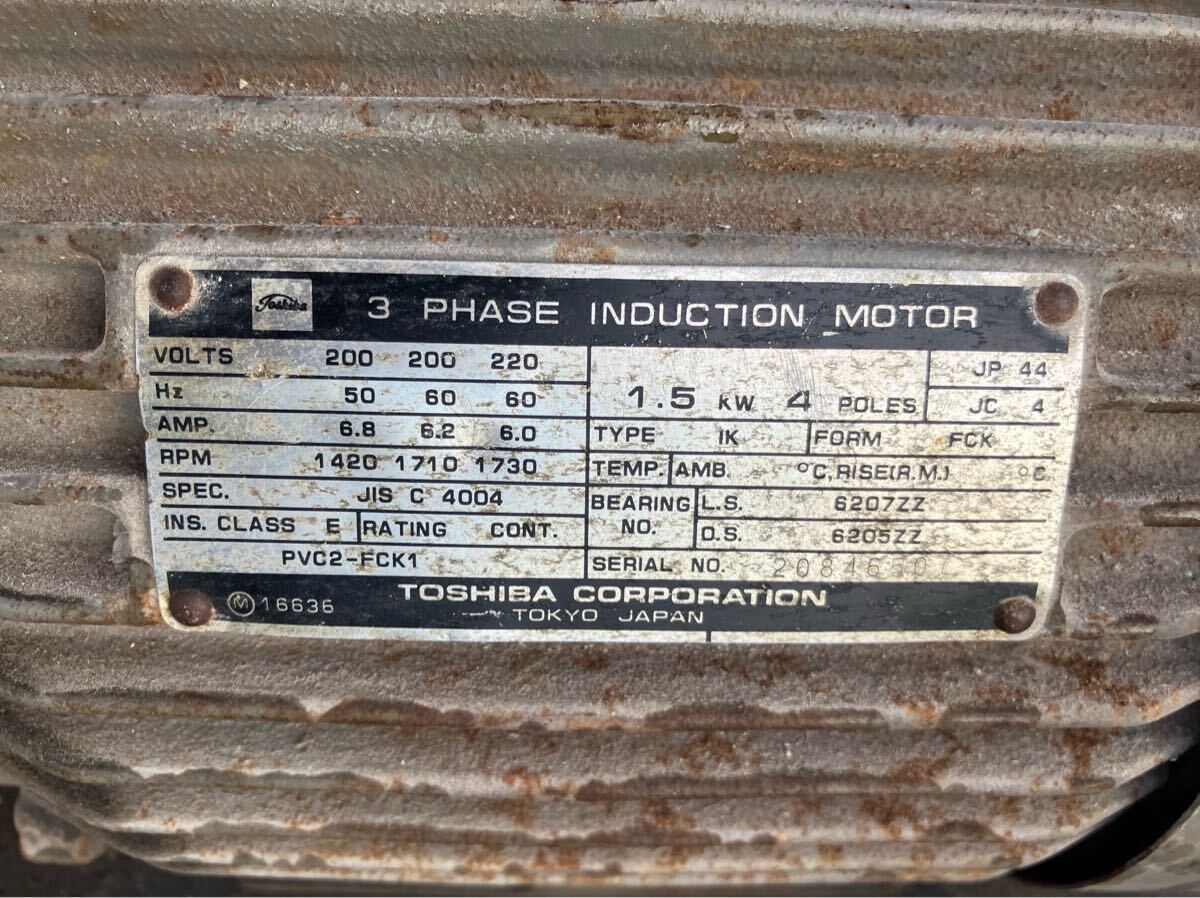 Toshiba 3 PHASE INDUCTION MOTOR
VOLTS 200 200 220
Hz 50 60 60
AMP. 6.8 6.2 6.0
RPM 1420 1710 1730
SPEC. JIS C 4004
INS. CLASS E RATING CONT.
PVC2-FCK1
1.5 KW 4 POLES
JP 44
JC 4
TYPE IK FORM FCK
TEMP. AMB. °C, RISE(R.M.) °C
BEARING NO. L.S. 6207ZZ
O.S. 6205ZZ
SERIAL NO.
M 16636
TOSHIBA CORPORATION
TOKYO JAPAN